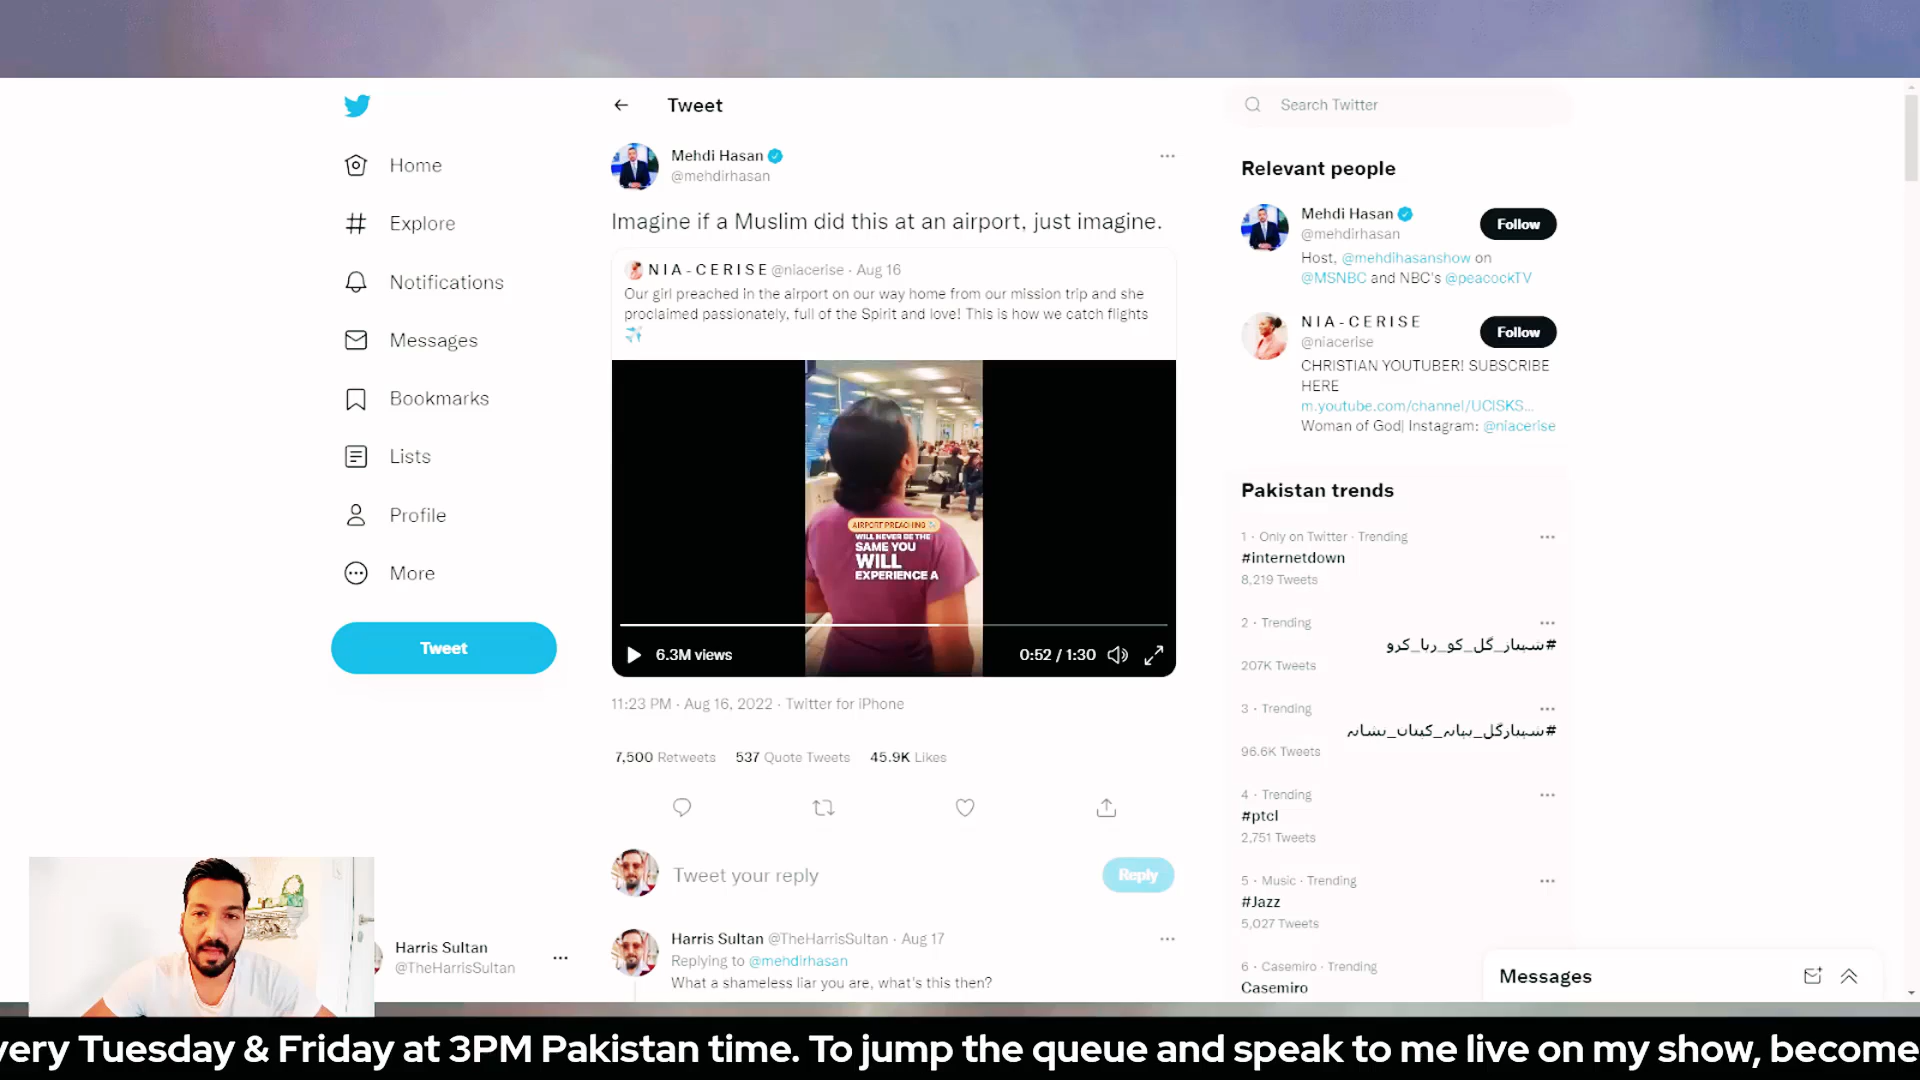 Home
Explore
Notifications
Messages
Bookmarks
Lists
Profile
More
Tweet
Harris Sultan
@TheHarrisSultan
Tweet
Mehdi Hasan
@mehdirhasan
Imagine if a Muslim did this at an airport, just imagine.
NIA-CERISE @niacerise · Aug 16
Our girl preached in the airport on our way home from our mission trip and she
proclaimed passionately, full of the Spirit and love! This is how we catch flights
AIRPORT PREACHING
WILL NEVER BE THE
SAME YOU
WILL
EXPERIENCE A
6.3M views
0:52 / 1:30
11:23 PM · Aug 16, 2022 · Twitter for iPhone
7,500 Retweets 537 Quote Tweets 45.9K Likes
Tweet your reply
Reply
Harris Sultan @TheHarrisSultan · Aug 17
Replying to @mehdirhasan
What a shameless liar you are, what's this then?
Search Twitter
Relevant people
Mehdi Hasan
@mehdirhasan
Follow
Host, @mehdihasanshow on
@MSNBC and NBC's @peacockTV
NIA-CERISE
@niacerise
Follow
CHRISTIAN YOUTUBER! SUBSCRIBE
HERE
m.youtube.com/channel/UCISKS...
Woman of God| Instagram: @niacerise
Pakistan trends
1 · Only on Twitter · Trending
#internetdown
8,219 Tweets
2 · Trending
#شہباز_گل_کو_رہا_کرو
207K Tweets
3 · Trending
96.6K Tweets
4 · Trending
#ptcl
2,751 Tweets
5 · Music · Trending
#Jazz
5,027 Tweets
6 · Casemiro · Trending
Casemiro
Messages
very Tuesday & Friday at 3PM Pakistan time. To jump the queue and speak to me live on my show, become